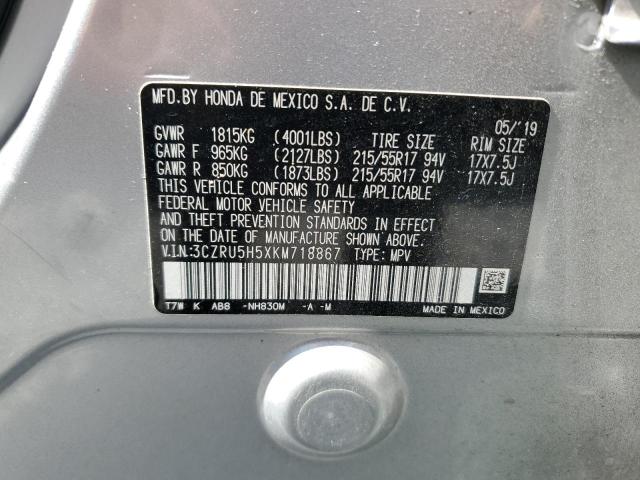 MFD.BY HONDA DE MEXICO S.A. DE C.V.
05/'19
GVWR 1815KG (4001LBS) TIRE SIZE RIM SIZE
GAWR F 965KG (2127LBS) 215/55R17 94V 17X7.5J
GAWR R 850KG (1873LBS) 215/55R17 94V 17X7.5J
THIS VEHICLE CONFORMS TO ALL APPLICABLE
FEDERAL MOTOR VEHICLE SAFETY
AND THEFT PREVENTION STANDARDS IN EFFECT
ON THE DATE OF MANUFACTURE SHOWN ABOVE.
V.I.N.:3CZRU5H5XKM718867 TYPE: MPV
T7W K AB8 -NH830M -A -M
MADE IN MEXICO